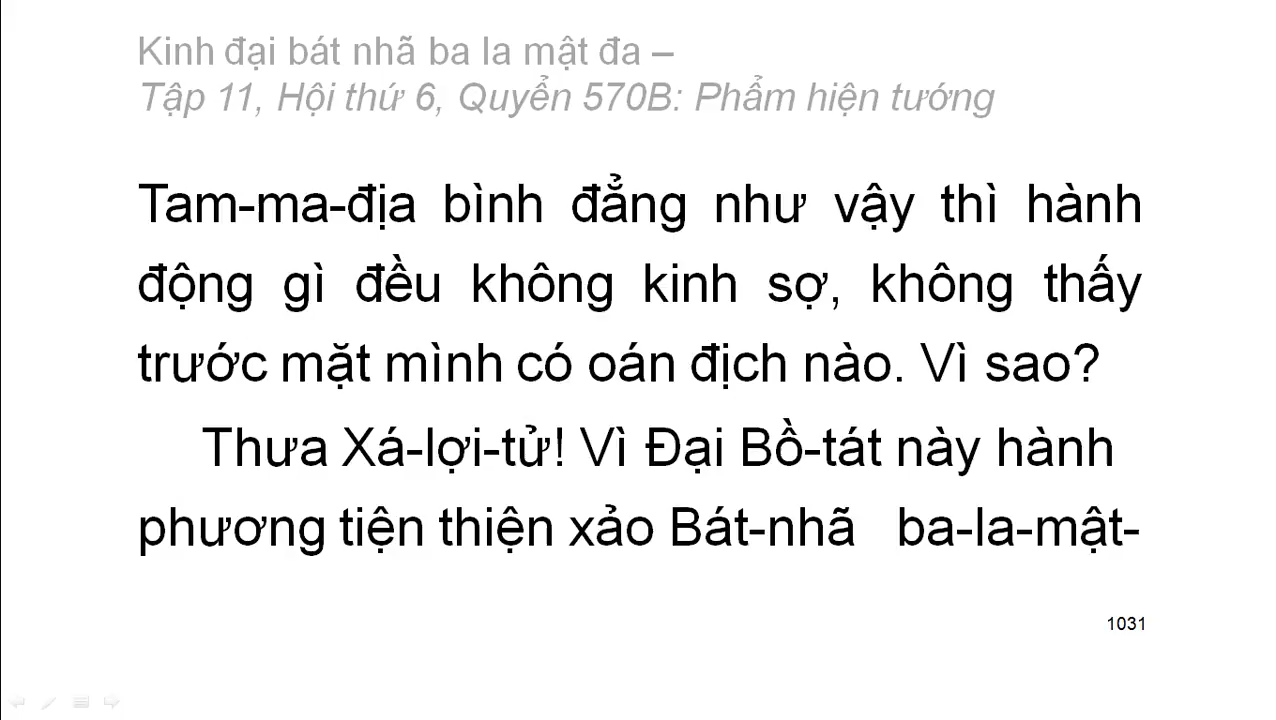 Kinh đại bát nhã ba la mật đa –
Tập 11, Hội thứ 6, Quyển 570B: Phẩm hiện tướng
Tam-ma-địa bình đẳng như vậy thì hành
động gì đều không kinh sợ, không thấy
trước mặt mình có oán địch nào. Vì sao?
Thưa Xá-lợi-tử! Vì Đại Bồ-tát này hành
phương tiện thiện xảo Bát-nhã ba-la-mật-
1031